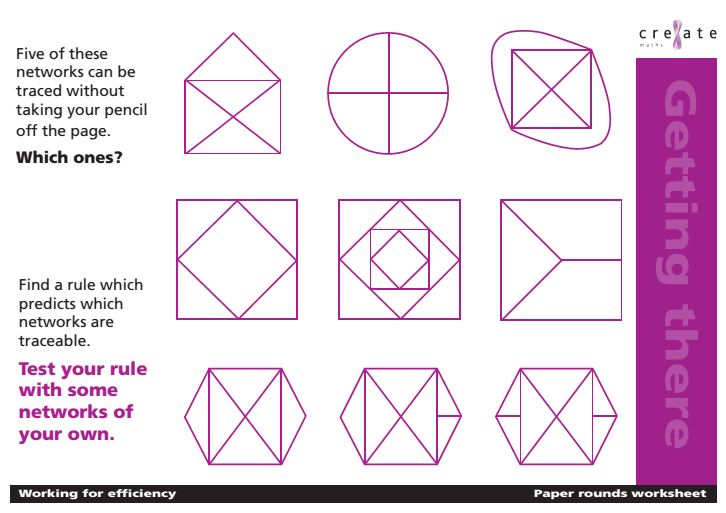 Five of these
networks can be
traced without
taking your pencil
off the page.
Which ones?
create
maths
Getting there
Find a rule which
predicts which
networks are
traceable.
Test your rule
with some
networks of
your own.
Working for efficiency
Paper rounds worksheet